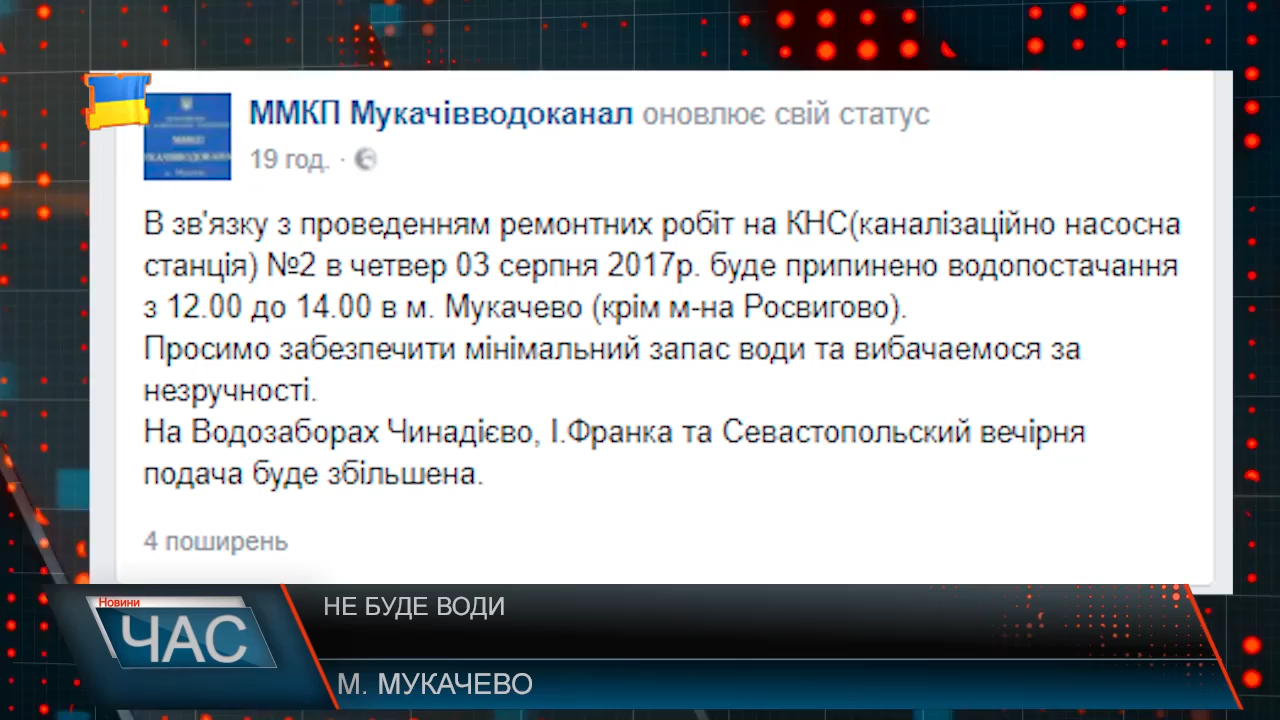 ММКП Мукачівводоканал оновлює свій статус
19 год. ·
В зв'язку з проведенням ремонтних робіт на КНС(каналізаційно насосна
станція) №2 в четвер 03 серпня 2017р. буде припинено водопостачання
з 12.00 до 14.00 в м. Мукачево (крім м-на Росвигово).
Просимо забезпечити мінімальний запас води та вибачаемося за
незручності.
На Водозаборах Чинадієво, І.Франка та Севастопольский вечірня
подача буде збільшена.
4 поширень
Новини
ЧАС
НЕ БУДЕ ВОДИ
М. МУКАЧЕВО